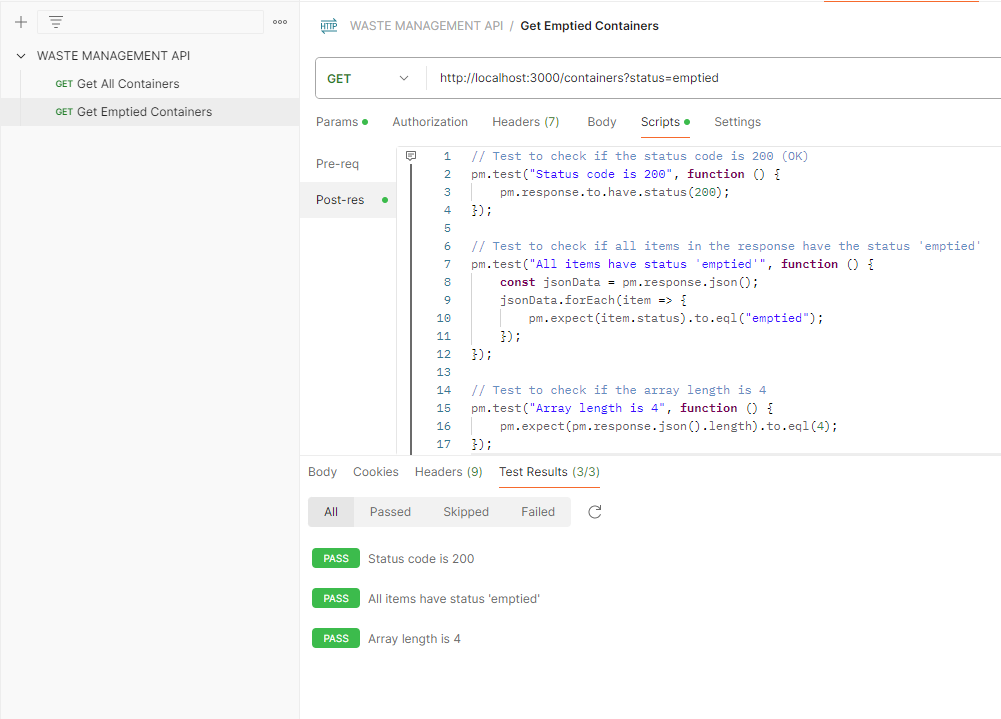 WASTE MANAGEMENT API
GET Get All Containers
GET Get Emptied Containers
HTTP WASTE MANAGEMENT API / Get Emptied Containers
GET http://localhost:3000/containers?status=emptied
Params Authorization Headers (7) Body Scripts Settings
Pre-req
Post-res
1 // Test to check if the status code is 200 (OK)
2 pm.test("Status code is 200", function () {
3 pm.response.to.have.status(200);
4 });
5
6 // Test to check if all items in the response have the status 'emptied'
7 pm.test("All items have status 'emptied'", function () {
8 const jsonData = pm.response.json();
9 jsonData.forEach(item => {
10 pm.expect(item.status).to.eql("emptied");
11 });
12 });
13
14 // Test to check if the array length is 4
15 pm.test("Array length is 4", function () {
16 pm.expect(pm.response.json().length).to.eql(4);
17 });
Body Cookies Headers (9) Test Results (3/3)
All Passed Skipped Failed
PASS Status code is 200
PASS All items have status 'emptied'
PASS Array length is 4